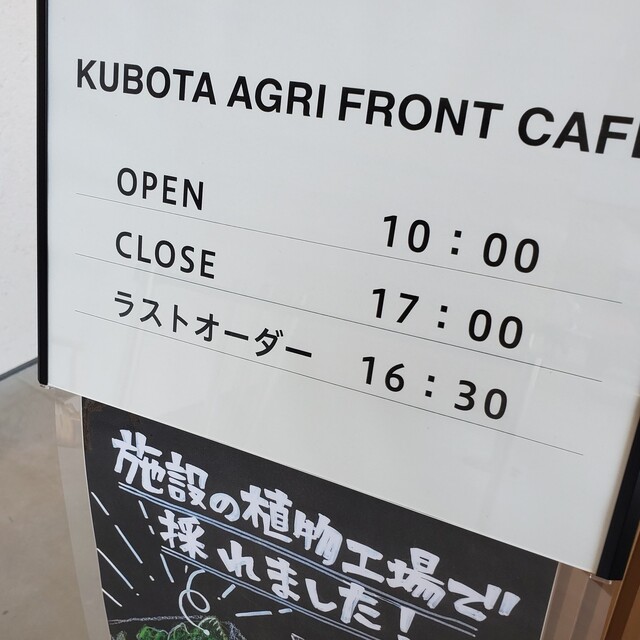 KUBOTA AGRI FRONT CAFE
OPEN 10：00
CLOSE 17：00
ラストオーダー 16：30
施設の植物工場で
採れました！